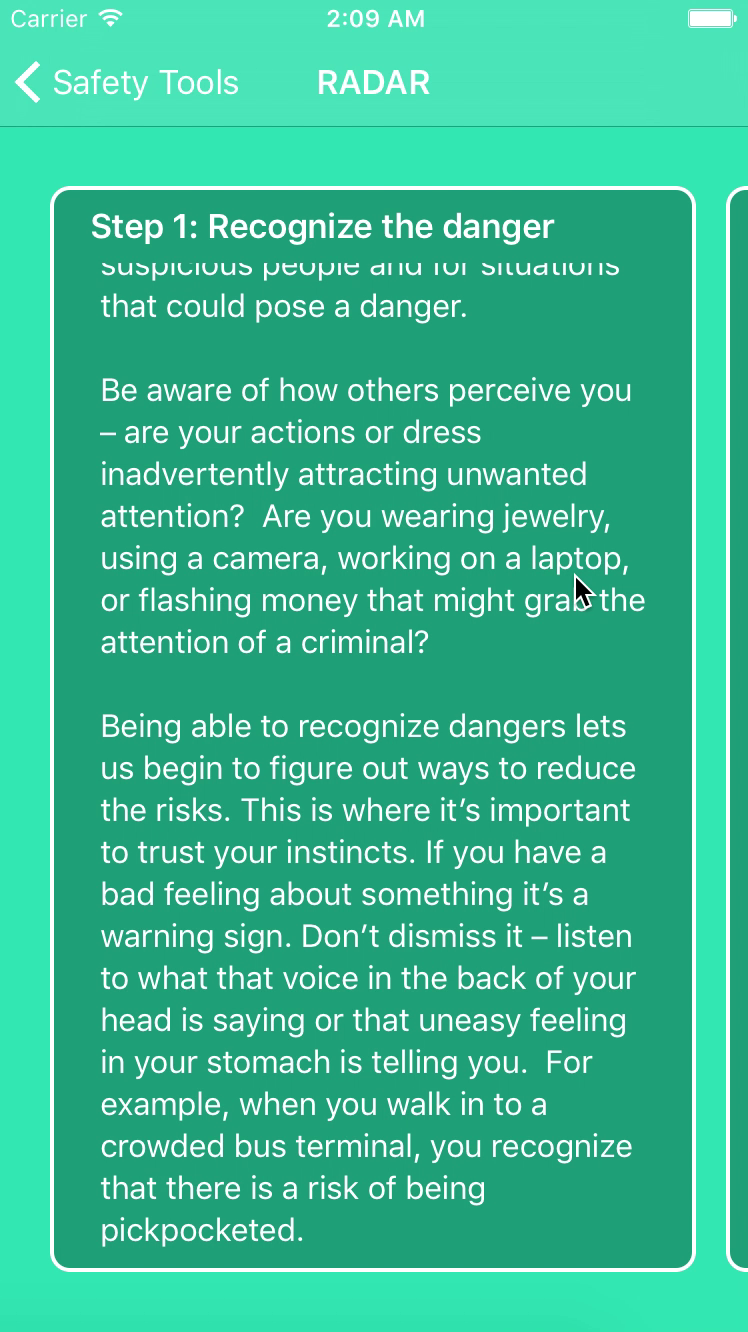 Carrier 2:09 AM
Safety Tools RADAR
Step 1: Recognize the danger
suspicious people and for situations
that could pose a danger.
Be aware of how others perceive you
– are your actions or dress
inadvertently attracting unwanted
attention?  Are you wearing jewelry,
using a camera, working on a laptop,
or flashing money that might grab the
attention of a criminal?
Being able to recognize dangers lets
us begin to figure out ways to reduce
the risks. This is where it’s important
to trust your instincts. If you have a
bad feeling about something it’s a
warning sign. Don’t dismiss it – listen
to what that voice in the back of your
head is saying or that uneasy feeling
in your stomach is telling you.  For
example, when you walk in to a
crowded bus terminal, you recognize
that there is a risk of being
pickpocketed.